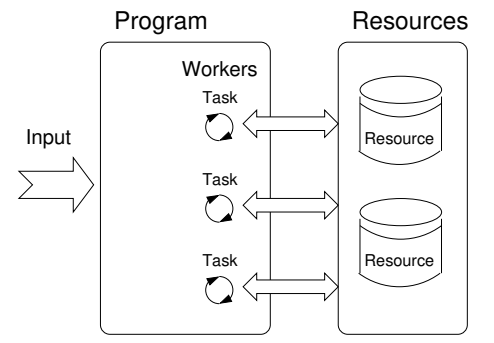 Program
Resources
Workers
Task
Input
Resource
Task
Task
Resource